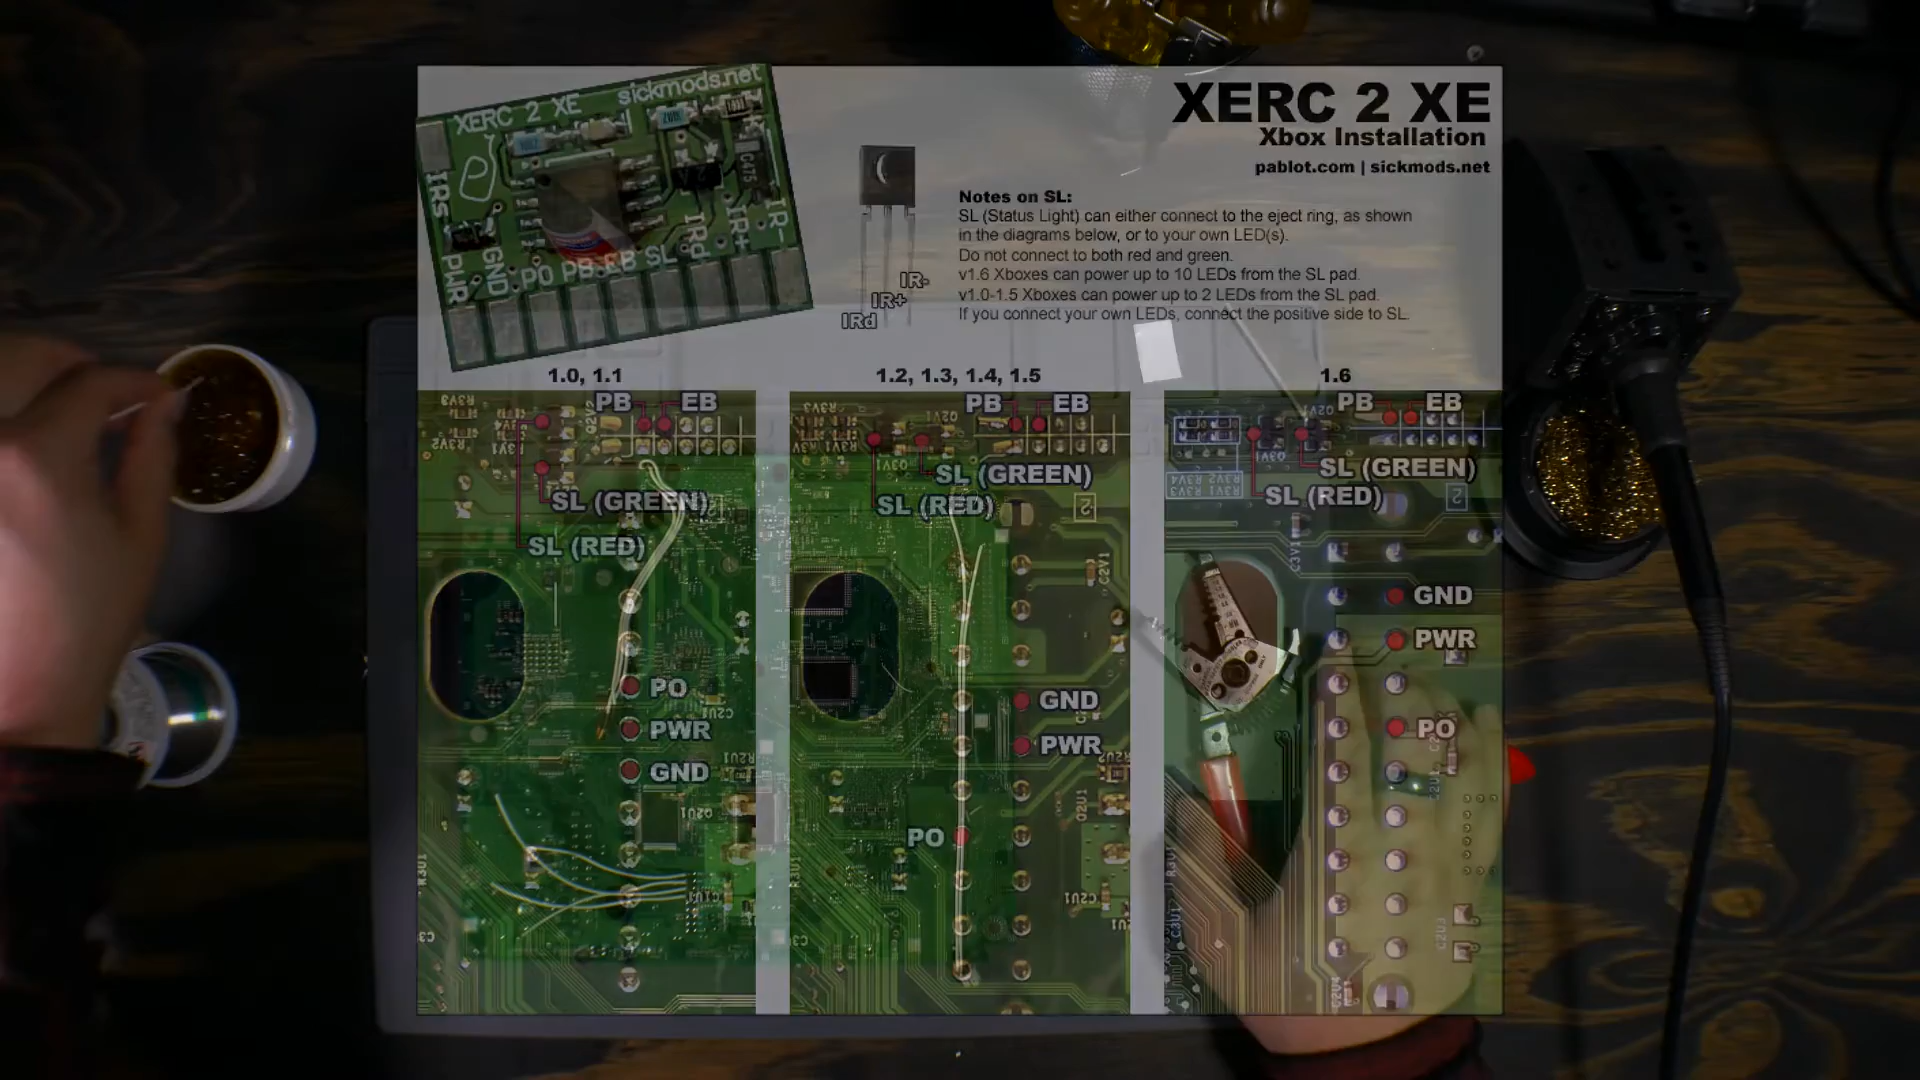 XERC 2 XE
sickmods.net
IRS
PWR
GND
PO
PB
EB
SL
IRd
IR+
IR-
XERC 2 XE
Xbox Installation
pablot.com | sickmods.net
IR-
IR+
IRd
Notes on SL:
SL (Status Light) can either connect to the eject ring, as shown
in the diagrams below, or to your own LED(s).
Do not connect to both red and green.
v1.6 Xboxes can power up to 10 LEDs from the SL pad.
v1.0-1.5 Xboxes can power up to 2 LEDs from the SL pad.
If you connect your own LEDs, connect the positive side to SL.
1.0, 1.1
PB
EB
SL (GREEN)
SL (RED)
PO
PWR
GND
1.2, 1.3, 1.4, 1.5
PB
EB
SL (GREEN)
SL (RED)
GND
PWR
PO
1.6
PB
EB
SL (GREEN)
SL (RED)
GND
PWR
PO